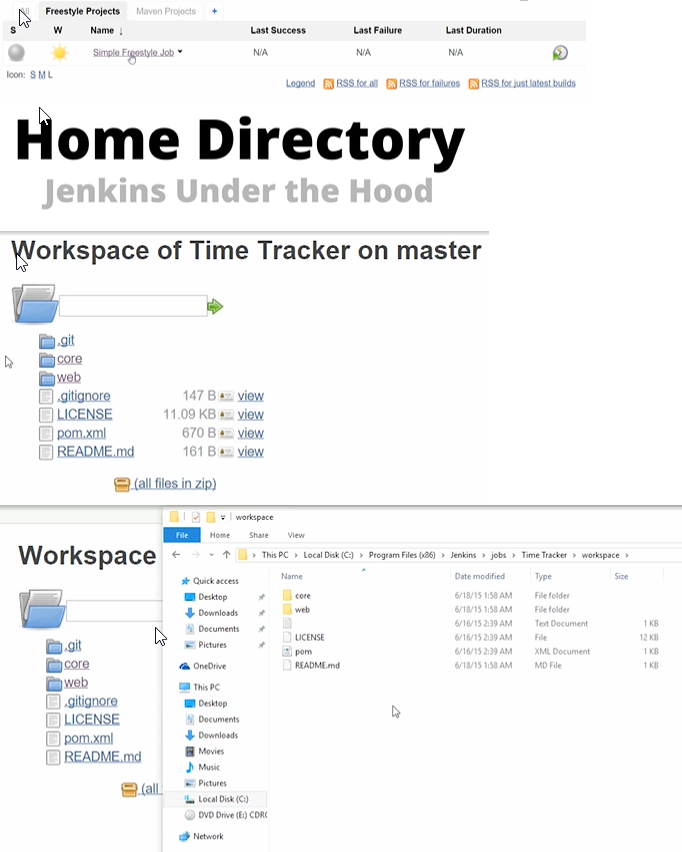 All Freestyle Projects Maven Projects +
S W Name ↓ Last Success Last Failure Last Duration
Simple Freestyle Job N/A N/A N/A
Icon: S M L
Legend RSS for all RSS for failures RSS for just latest builds
Home Directory
Jenkins Under the Hood
Workspace of Time Tracker on master
.git
core
web
.gitignore 147 B view
LICENSE 11.09 KB view
pom.xml 670 B view
README.md 161 B view
(all files in zip)
Workspace
.git
core
web
.gitignore
LICENSE
pom.xml
README.md
(all
workspace
File Home Share View
This PC > Local Disk (C:) > Program Files (x86) > Jenkins > jobs > Time Tracker > workspace >
Name Date modified Type Size
Quick access
Desktop
Downloads
Documents
Pictures
OneDrive
This PC
Desktop
Documents
Downloads
Movies
Music
Pictures
Local Disk (C:)
DVD Drive (E:) CDR
Network
core 6/18/15 1:58 AM File folder
web 6/18/15 1:58 AM File folder
6/16/15 2:39 AM Text Document 1 KB
LICENSE 6/16/15 2:39 AM File 12 KB
pom 6/16/15 2:39 AM XML Document 1 KB
README.md 6/18/15 1:58 AM MD File 1 KB